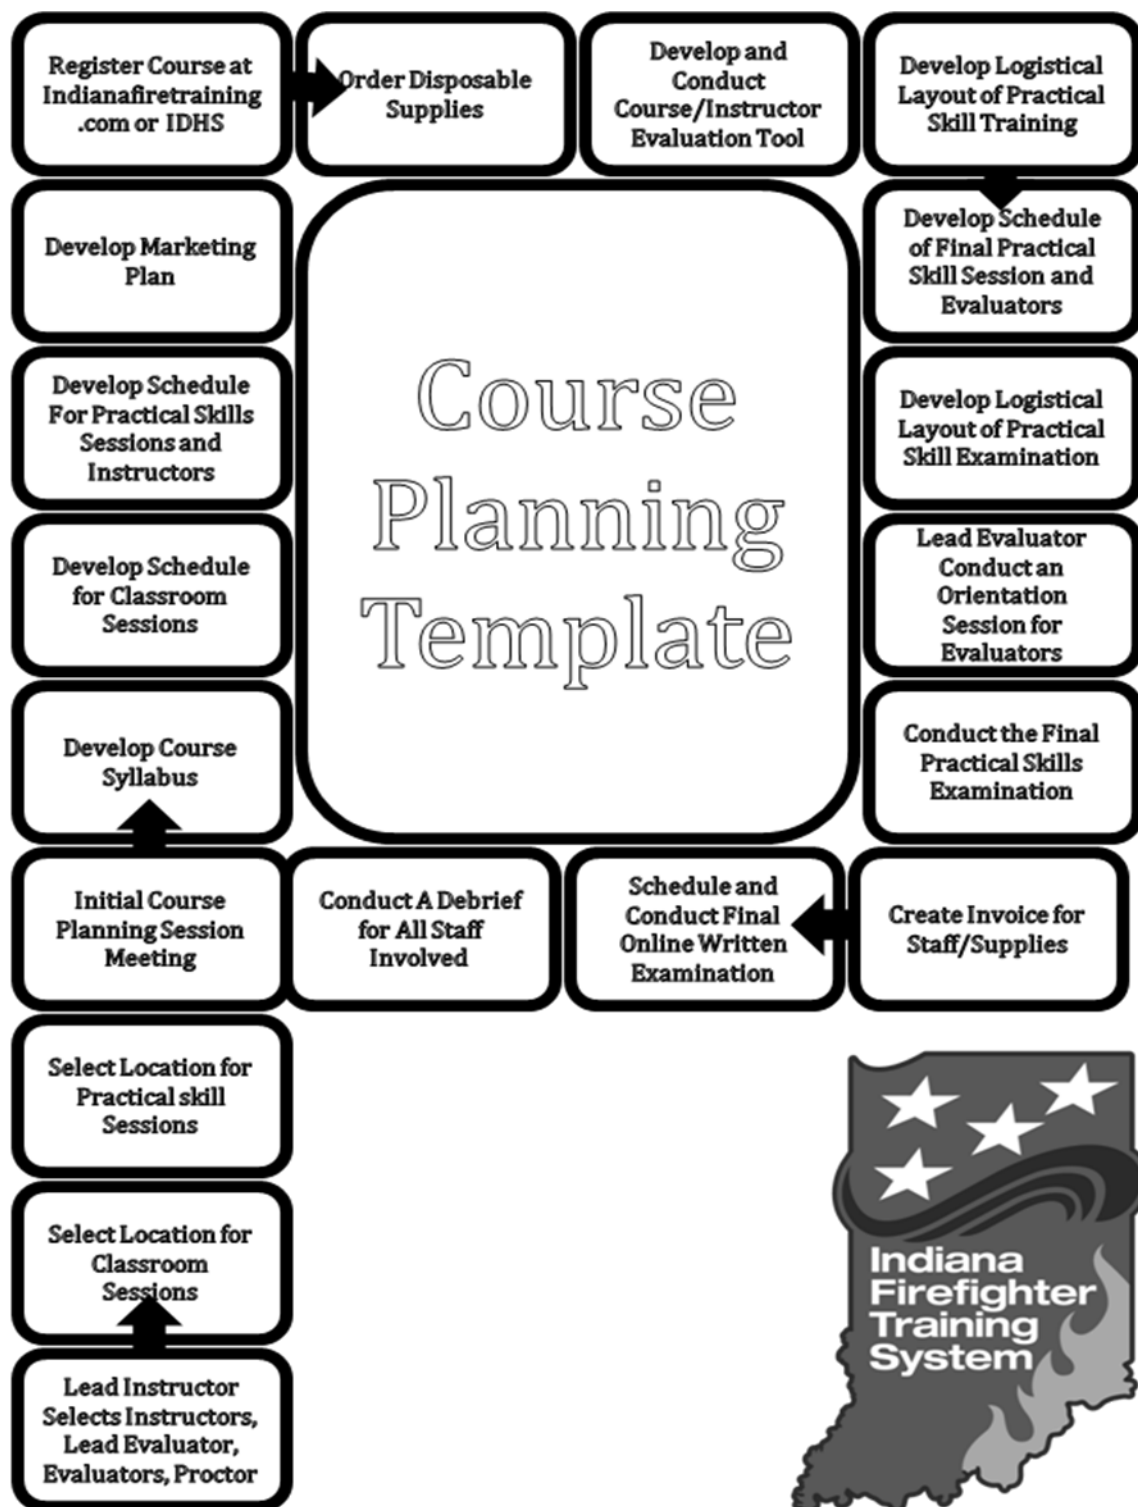 Register Course at
Indianafiretraining
.com or IDHS
Order Disposable
Supplies
Develop and
Conduct
Course/Instructor
Evaluation Tool
Develop Logistical
Layout of Practical
Skill Training
Develop Marketing
Plan
Develop Schedule
of Final Practical
Skill Session and
Evaluators
Develop Schedule
For Practical Skills
Sessions and
Instructors
Course
Planning
Template
Develop Logistical
Layout of Practical
Skill Examination
Develop Schedule
for Classroom
Sessions
Lead Evaluator
Conduct an
Orientation
Session for
Evaluators
Develop Course
Syllabus
Conduct the Final
Practical Skills
Examination
Initial Course
Planning Session
Meeting
Conduct A Debrief
for All Staff
Involved
Schedule and
Conduct Final
Online Written
Examination
Create Invoice for
Staff/Supplies
Select Location for
Practical skill
Sessions
Select Location for
Classroom
Sessions
Lead Instructor
Selects Instructors,
Lead Evaluator,
Evaluators, Proctor
Indiana
Firefighter
Training
System